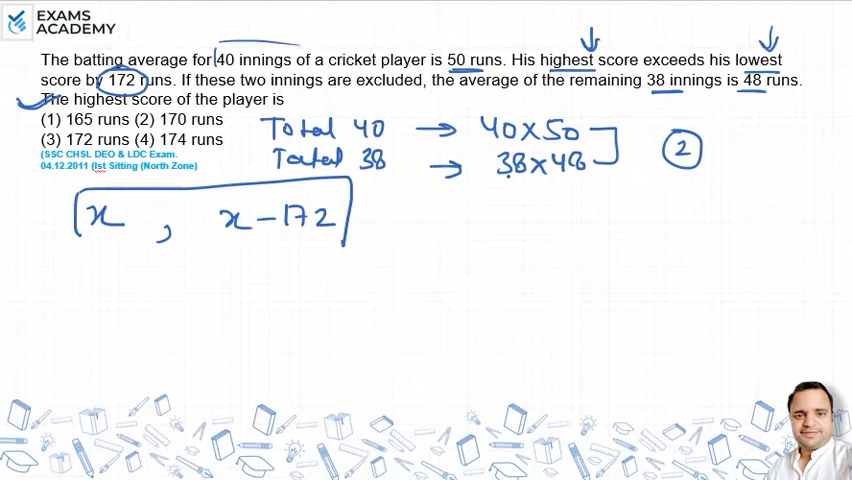 EXAMS
ACADEMY
The batting average for 40 innings of a cricket player is 50 runs. His highest score exceeds his lowest
score by 172 runs. If these two innings are excluded, the average of the remaining 38 innings is 48 runs.
The highest score of the player is
(1) 165 runs (2) 170 runs
(3) 172 runs (4) 174 runs
(SSC CHSL DEO & LDC Exam.
04.12.2011 (Ist Sitting (North Zone)
Total 40 → 40×50
Total 38 → 38×48
2
x , x-172